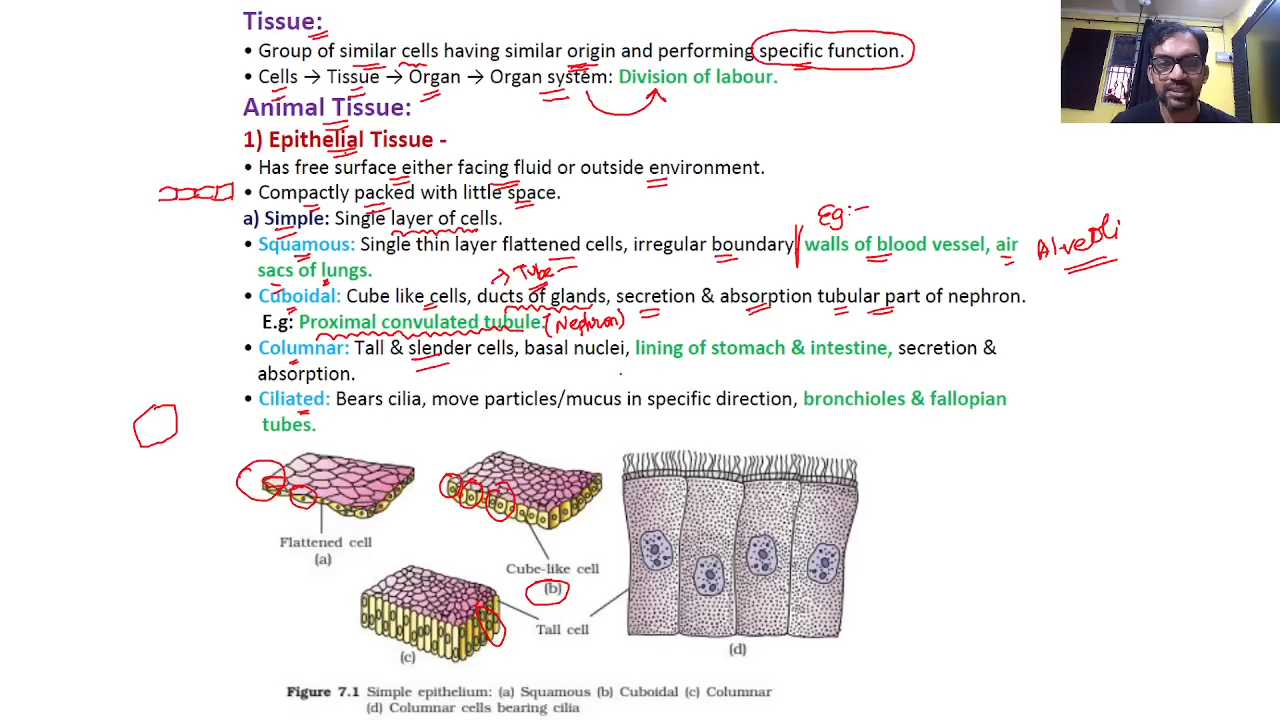 Tissue:
• Group of similar cells having similar origin and performing specific function.
• Cells → Tissue → Organ → Organ system: Division of labour.
Animal Tissue:
1) Epithelial Tissue -
• Has free surface either facing fluid or outside environment.
• Compactly packed with little space.
a) Simple: Single layer of cells.
Eg:-
• Squamous: Single thin layer flattened cells, irregular boundary walls of blood vessel, air Alveoli
sacs of lungs.
→ Tube
• Cuboidal: Cube like cells, ducts of glands, secretion & absorption tubular part of nephron.
E.g: Proximal convulated tubule. (Nephron)
• Columnar: Tall & slender cells, basal nuclei, lining of stomach & intestine, secretion &
absorption.
• Ciliated: Bears cilia, move particles/mucus in specific direction, bronchioles & fallopian
tubes.
Flattened cell
(a)
Cube-like cell
(b)
Tall cell
(c)
(d)
Figure 7.1 Simple epithelium: (a) Squamous (b) Cuboidal (c) Columnar
(d) Columnar cells bearing cilia